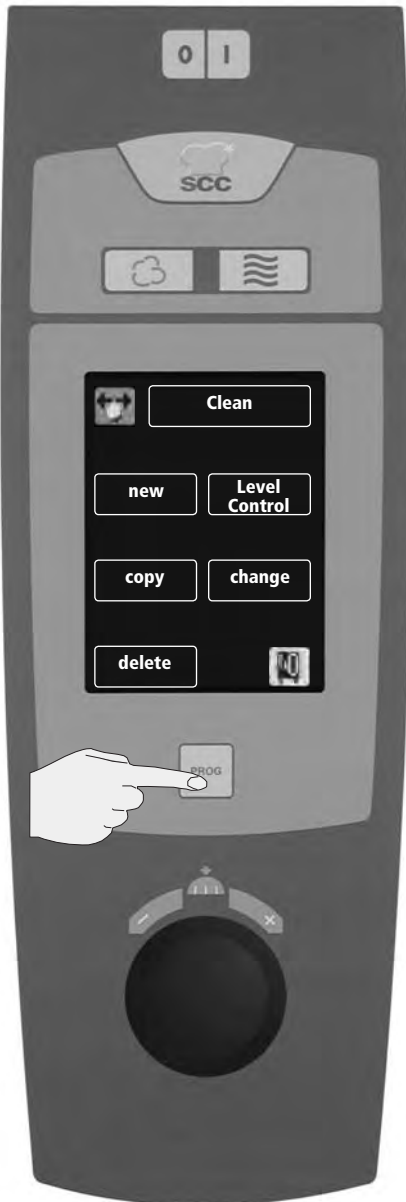 0 I
SCC
Clean
new
Level
Control
copy
change
delete
PROG
- +